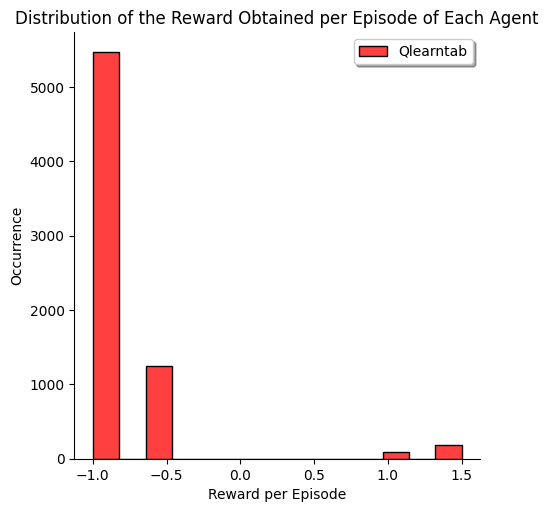 Distribution of the Reward Obtained per Episode of Each Agent
Qlearntab
Occurrence
5000
4000
3000
2000
1000
0
−1.0 −0.5 0.0 0.5 1.0 1.5
Reward per Episode